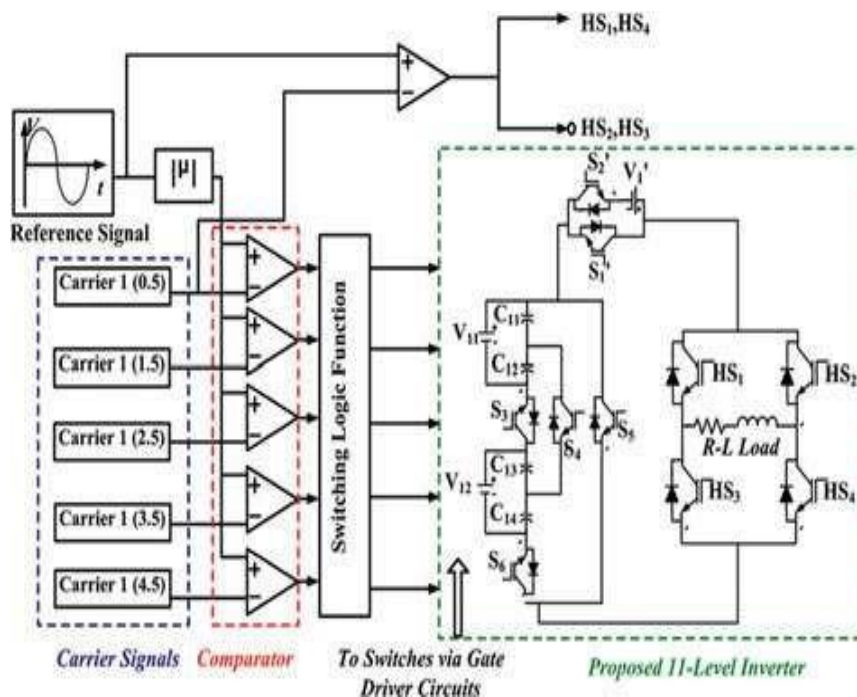 HS1,HS4
HS2,HS3
V
t
|μ|
Reference Signal
S2'
V1'
S1'
Carrier 1 (0.5)
Carrier 1 (1.5)
Carrier 1 (2.5)
Carrier 1 (3.5)
Carrier 1 (4.5)
+
−
+
−
+
−
+
−
+
−
+
−
Switching Logic Function
C11
V11
C12
S3
S4
S5
C13
V12
C14
S6
HS1
HS2
R-L Load
HS3
HS4
Carrier Signals
Comparator
To Switches via Gate
Driver Circuits
Proposed 11-Level Inverter